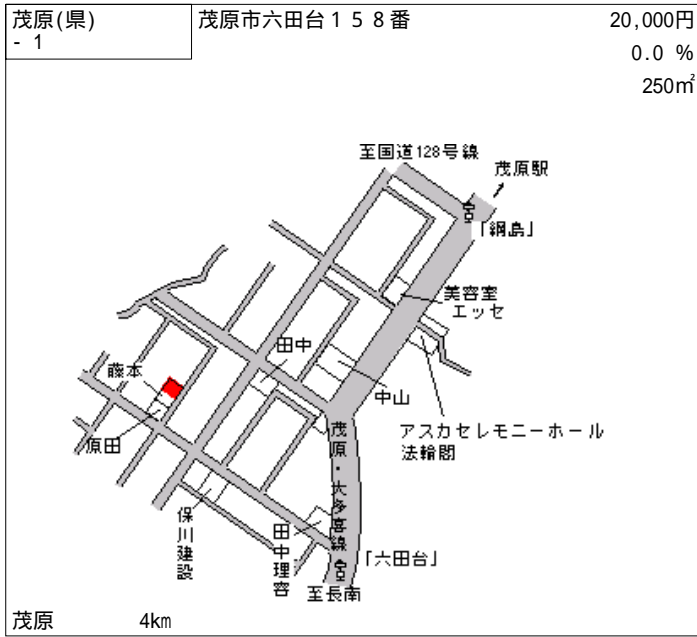 茂原(県)
- 1
茂原市六田台１５８番
20,000円
0.0 %
250㎡
至国道128号線
茂原駅
「綱島」
美容室
エッセ
田中
藤本
中山
アスカセレモニーホール
法輪閣
原田
茂原・大多喜線
保川建設
田中理容
「六田台」
至長南
茂原 4km